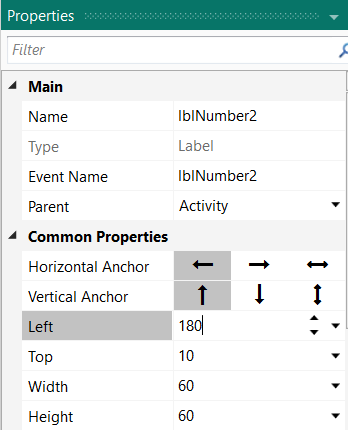 Properties
Filter
Main
Name lblNumber2
Type Label
Event Name lblNumber2
Parent Activity
Common Properties
Horizontal Anchor
Vertical Anchor
Left 180
Top 10
Width 60
Height 60